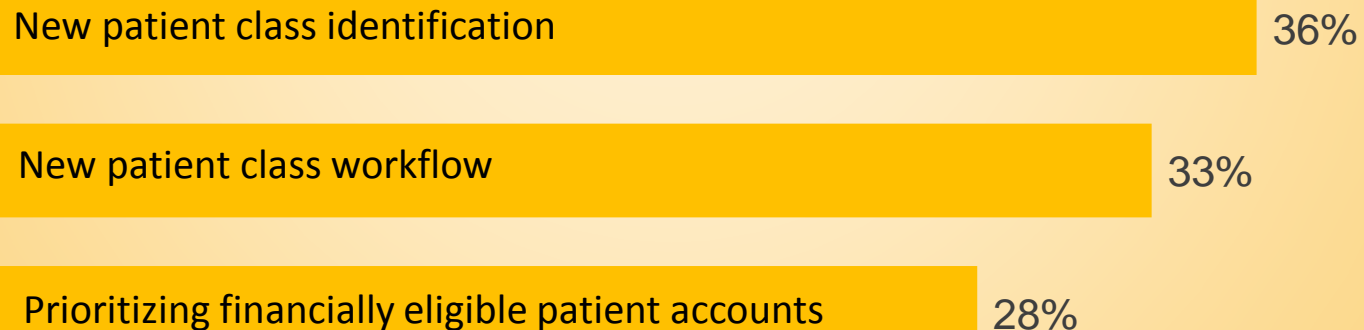 New patient class identification 36%
New patient class workflow 33%
Prioritizing financially eligible patient accounts 28%